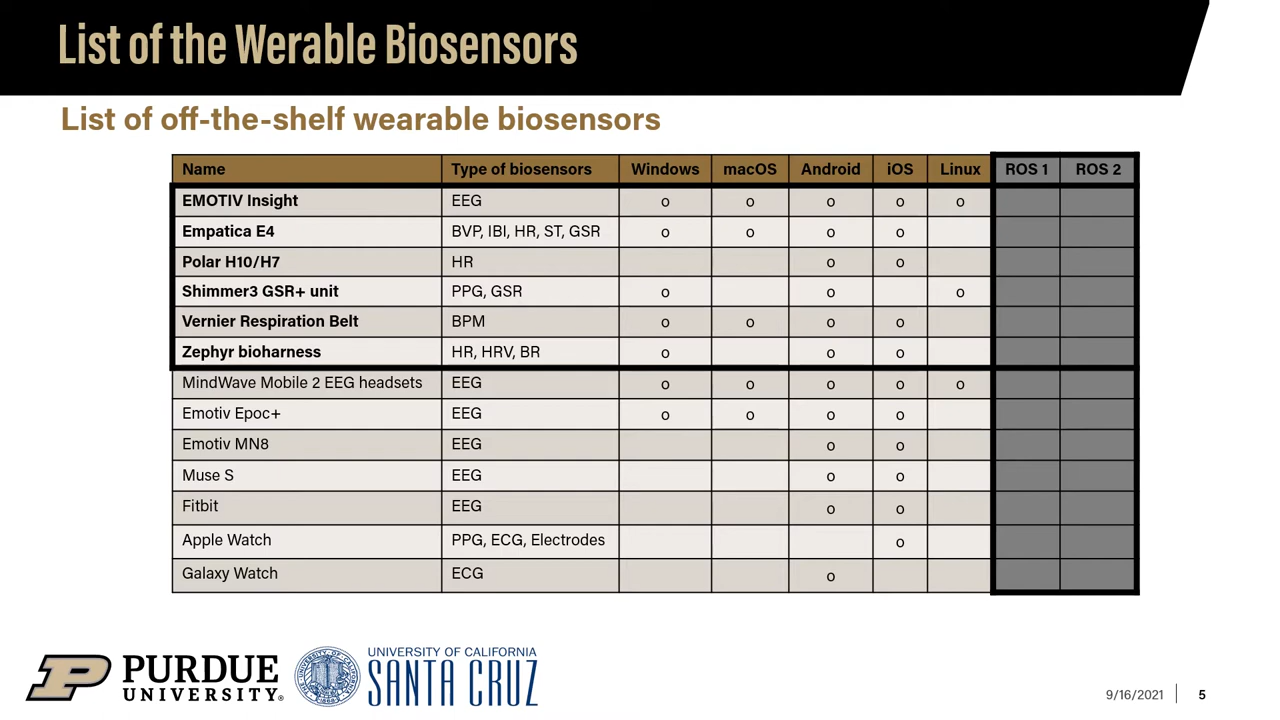 List of the Werable Biosensors
List of off-the-shelf wearable biosensors
Name Type of biosensors Windows macOS Android iOS Linux ROS 1 ROS 2
EMOTIV Insight EEG o o o o o
Empatica E4 BVP, IBI, HR, ST, GSR o o o o
Polar H10/H7 HR o o
Shimmer3 GSR+ unit PPG, GSR o o o
Vernier Respiration Belt BPM o o o o
Zephyr bioharness HR, HRV, BR o o o
MindWave Mobile 2 EEG headsets EEG o o o o o
Emotiv Epoc+ EEG o o o o
Emotiv MN8 EEG o o
Muse S EEG o o
Fitbit EEG o o
Apple Watch PPG, ECG, Electrodes o
Galaxy Watch ECG o
P PURDUE
UNIVERSITY®
UNIVERSITY OF CALIFORNIA
SANTA CRUZ
9/16/2021 5